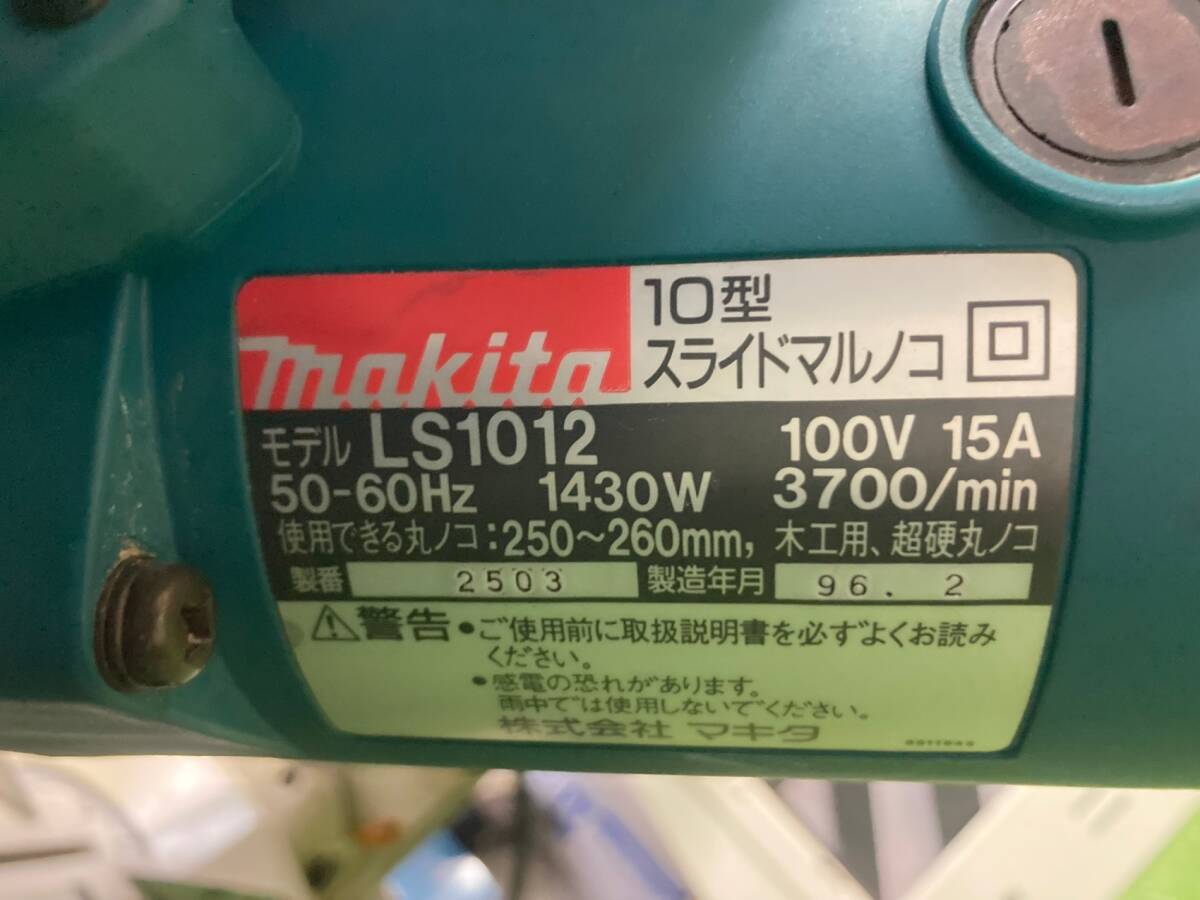 makita
10型
スライドマルノコ
モデル LS1012 100V 15A
50-60Hz 1430W 3700/min
使用できる丸ノコ:250〜260mm, 木工用、超硬丸ノコ
製番 2503 製造年月 96. 2
⚠警告 •ご使用前に取扱説明書を必ずよくお読み
ください。
•感電の恐れがあります。
雨中では使用しないでください。
株式会社 マキタ